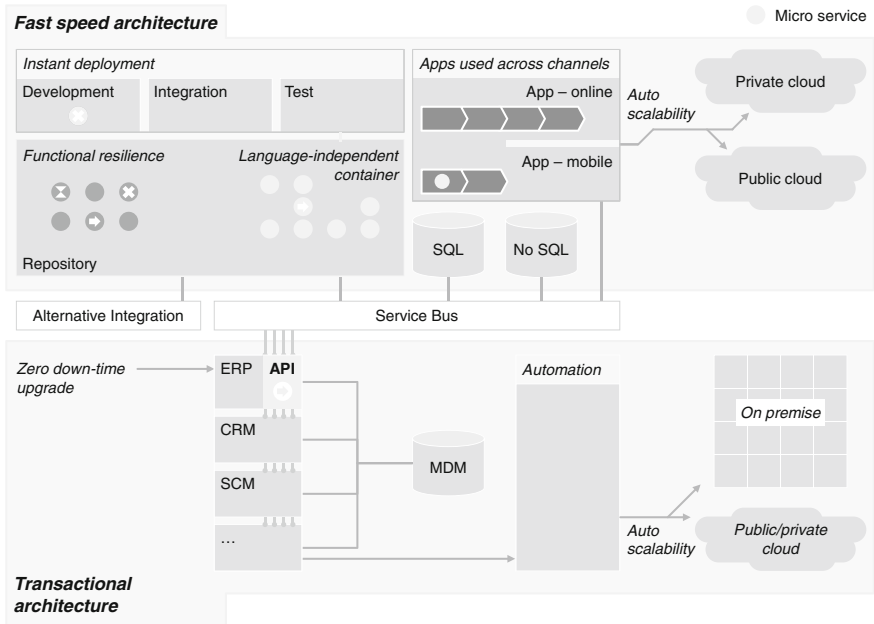 Fast speed architecture
Micro service
Instant deployment
Development
Integration
Test
Functional resilience
Language-independent
container
Repository
Apps used across channels
App – online
App – mobile
Auto
scalability
Private cloud
Public cloud
SQL
No SQL
Alternative Integration
Service Bus
Zero down-time
upgrade
ERP
API
CRM
SCM
...
MDM
Automation
On premise
Auto
scalability
Public/private
cloud
Transactional
architecture